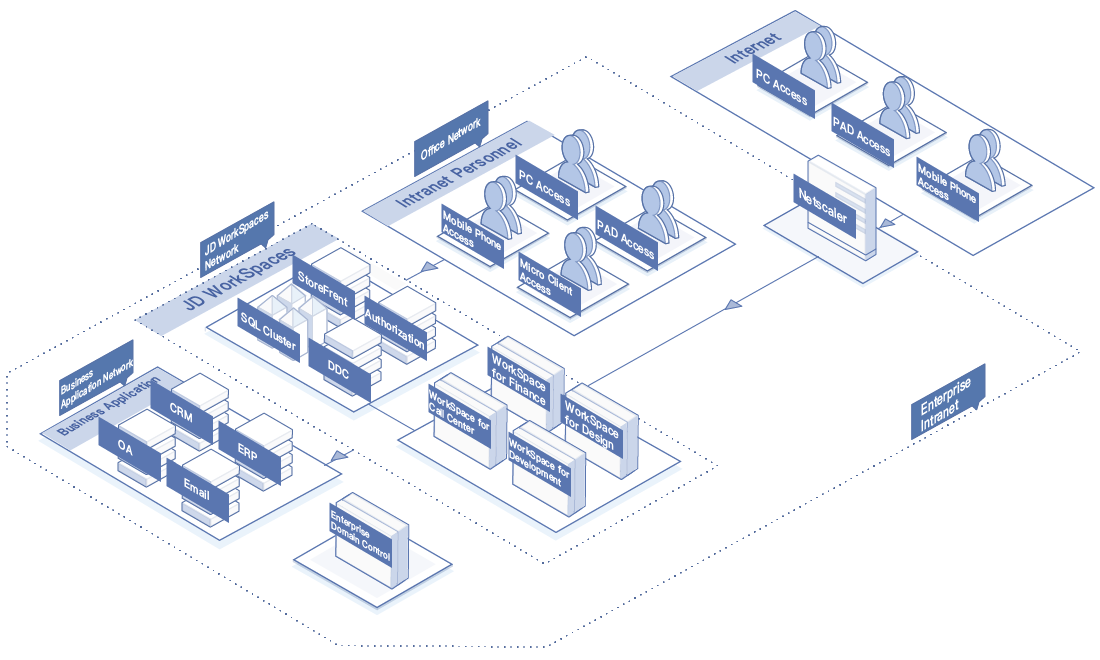 Internet
PC Access
PAD Access
Mobile Phone
Access
Netscaler
Office Network
Intranet Personnel
PC Access
Mobile Phone
Access
PAD Access
Micro Client
Access
JD WorkSpaces
Network
JD WorkSpaces
StoreFrent
SQL Cluster
Authorization
DDC
WorkSpace
for Finance
WorkSpace for
Call Center
WorkSpace
for Design
WorkSpace for
Development
Business
Application Network
Business Application
CRM
OA
ERP
Email
Enterprise
Domain Control
Enterprise
Intranet